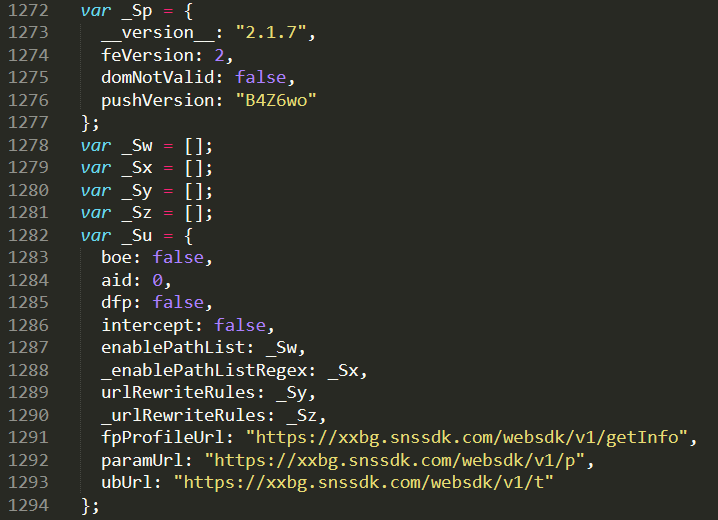 1272 var _Sp = {
1273 __version__: "2.1.7",
1274 feVersion: 2,
1275 domNotValid: false,
1276 pushVersion: "B4Z6wo"
1277 };
1278 var _Sw = [];
1279 var _Sx = [];
1280 var _Sy = [];
1281 var _Sz = [];
1282 var _Su = {
1283 boe: false,
1284 aid: 0,
1285 dfp: false,
1286 intercept: false,
1287 enablePathList: _Sw,
1288 _enablePathListRegex: _Sx,
1289 urlRewriteRules: _Sy,
1290 _urlRewriteRules: _Sz,
1291 fpProfileUrl: "https://xxbg.snssdk.com/websdk/v1/getInfo",
1292 paramUrl: "https://xxbg.snssdk.com/websdk/v1/p",
1293 ubUrl: "https://xxbg.snssdk.com/websdk/v1/t"
1294 };